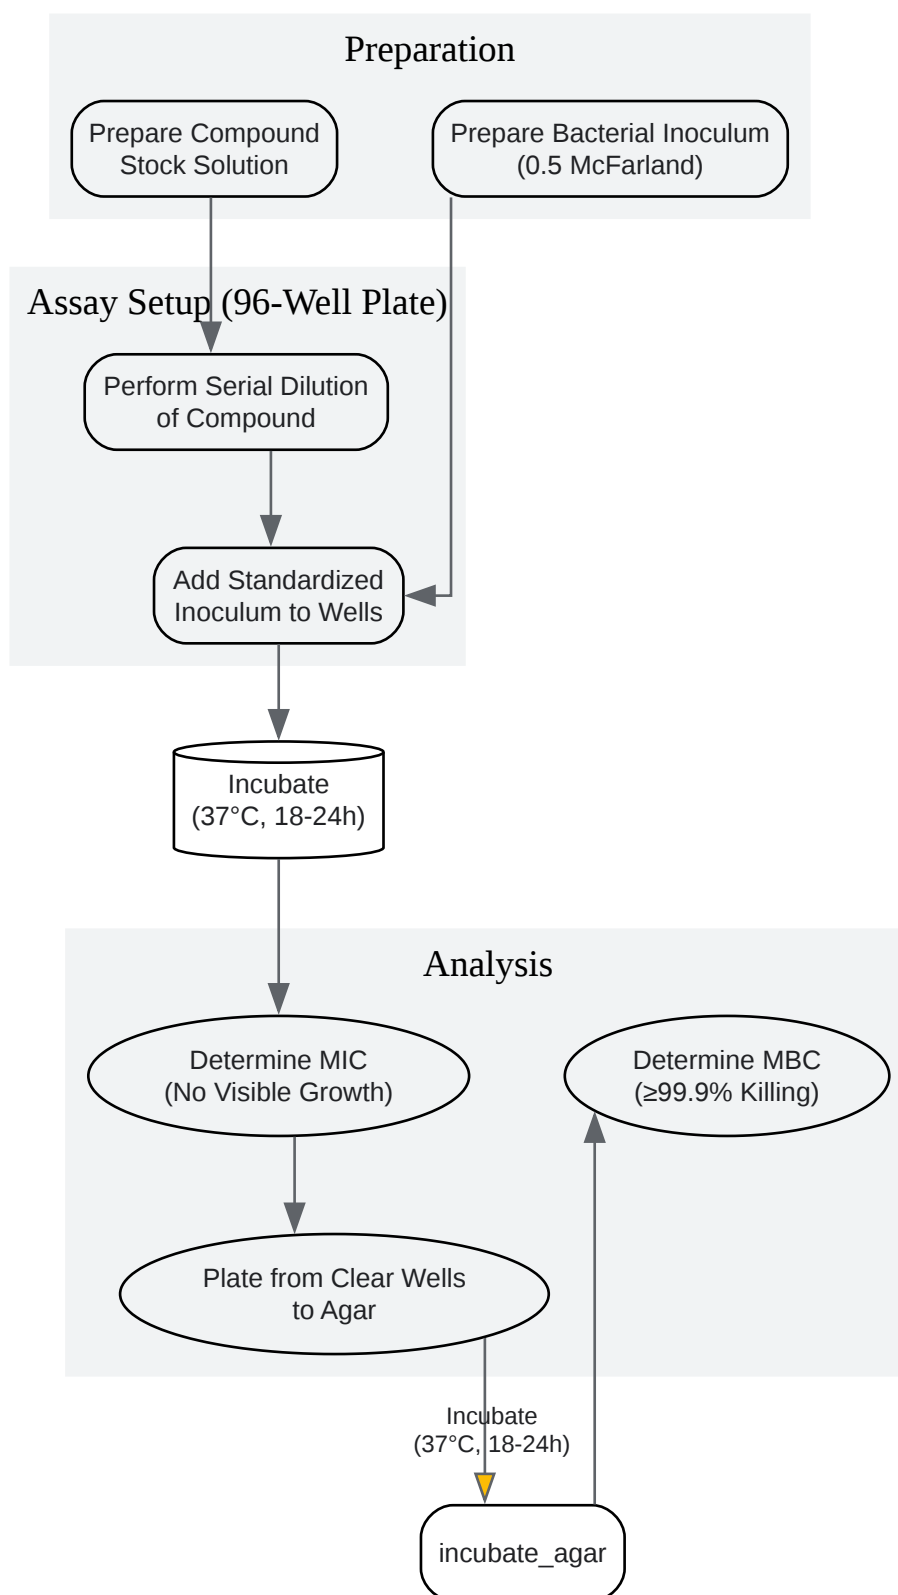 Preparation
Prepare Compound
Stock Solution
Prepare Bacterial Inoculum
(0.5 McFarland)
Assay Setup (96-Well Plate)
Perform Serial Dilution
of Compound
Add Standardized
Inoculum to Wells
Incubate
(37°C, 18-24h)
Analysis
Determine MIC
(No Visible Growth)
Determine MBC
(≥99.9% Killing)
Plate from Clear Wells
to Agar
Incubate
(37°C, 18-24h)
incubate_agar